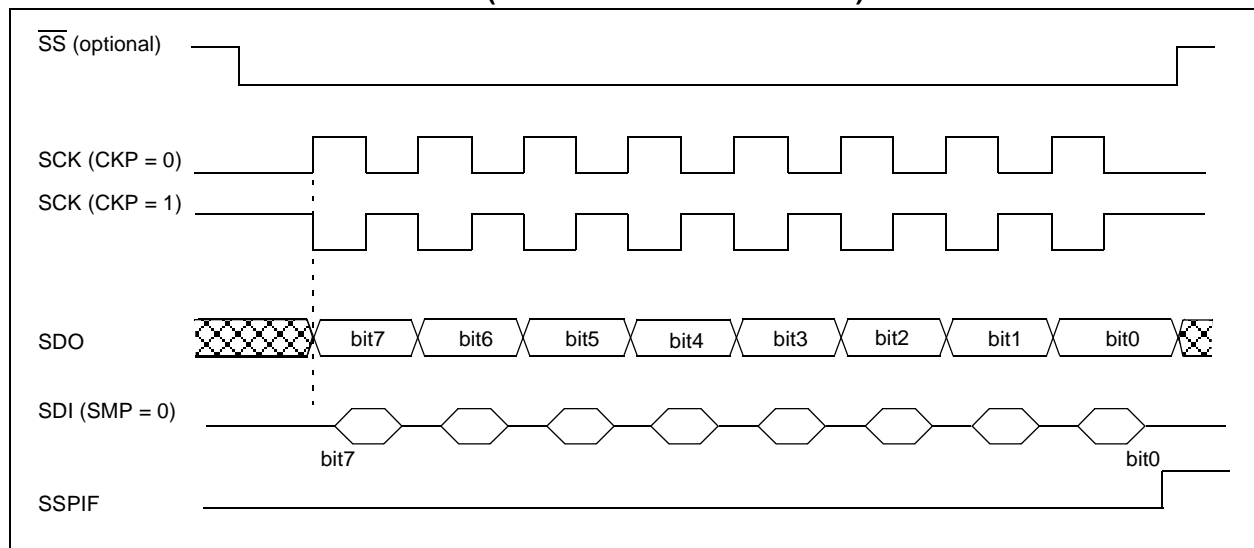 SS (optional)
SCK (CKP = 0)
SCK (CKP = 1)
SDO bit7 bit6 bit5 bit4 bit3 bit2 bit1 bit0
SDI (SMP = 0)
bit7 bit0
SSPIF